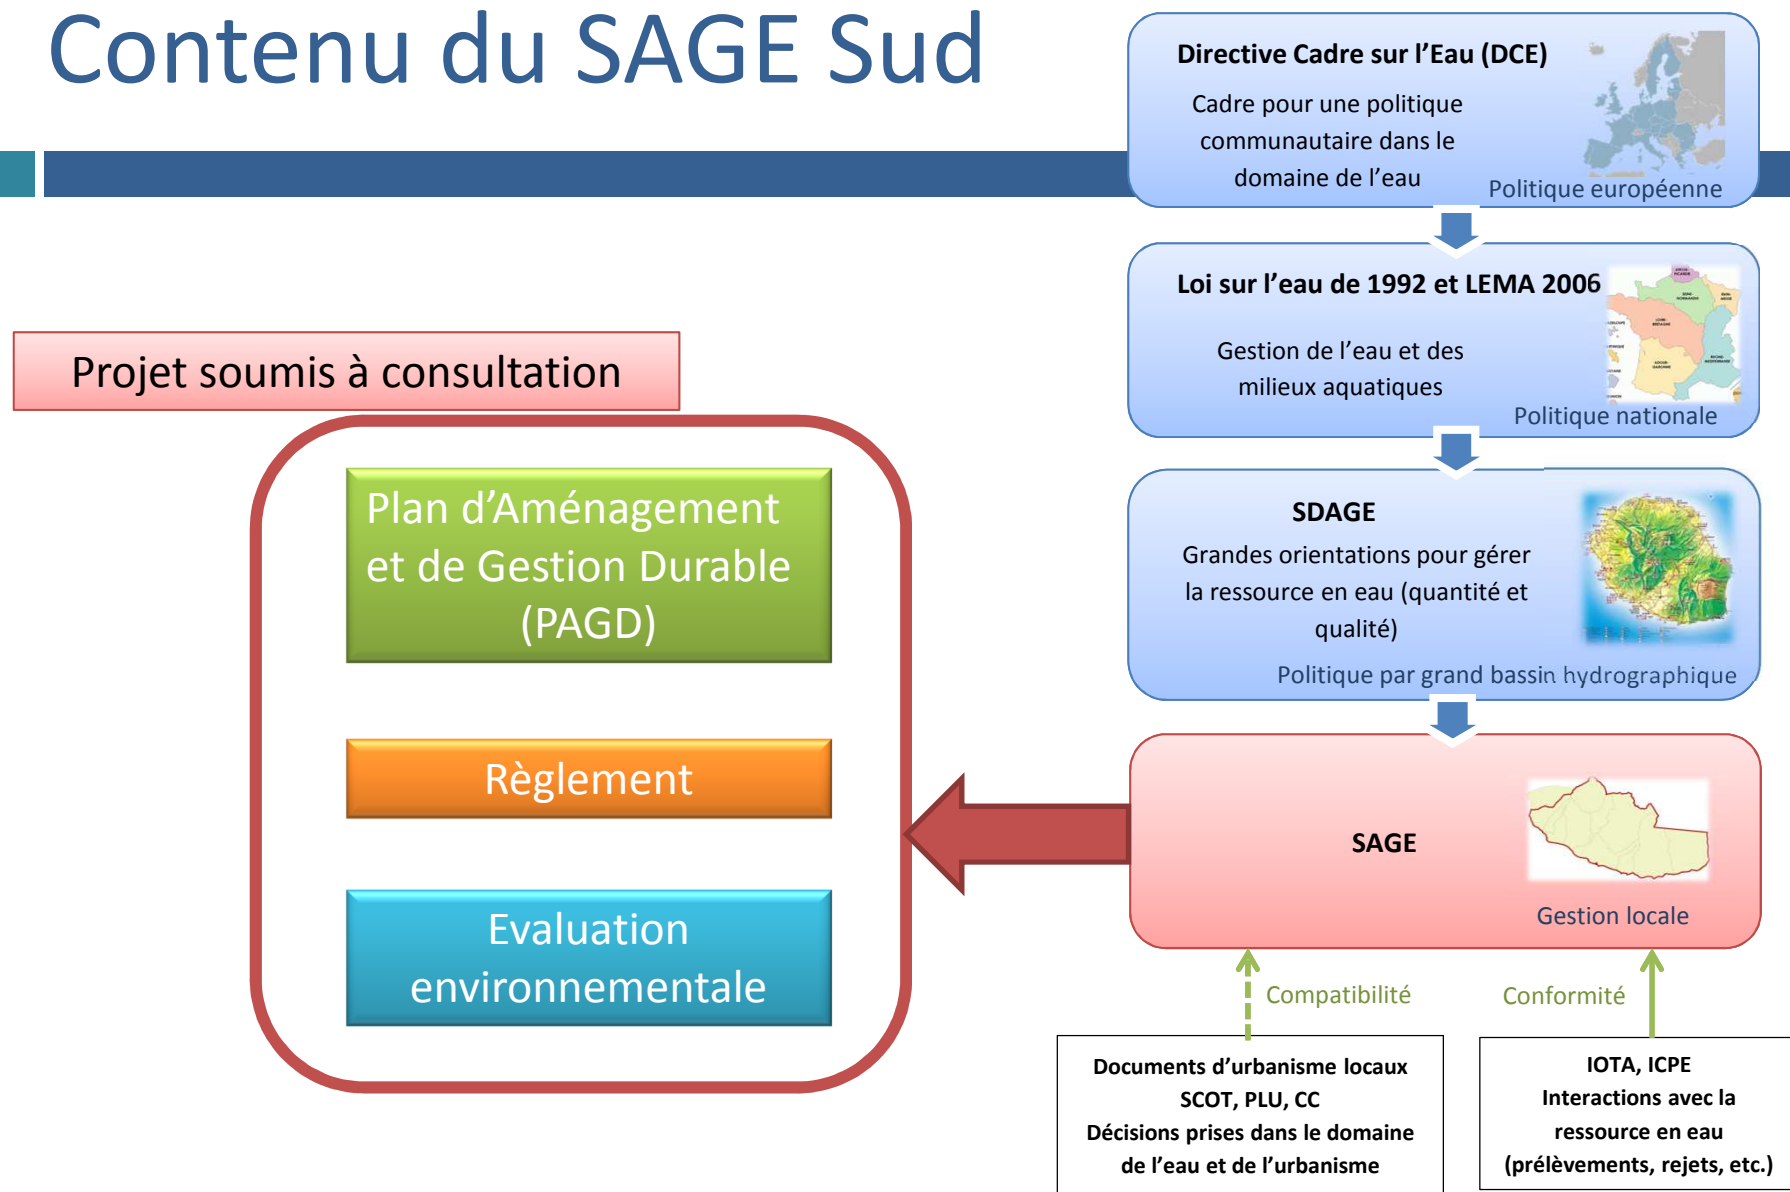 Contenu du SAGE Sud
Directive Cadre sur l'Eau (DCE)
Cadre pour une politique
communautaire dans le
domaine de l'eau
Politique européenne
Loi sur l'eau de 1992 et LEMA 2006
Gestion de l'eau et des
milieux aquatiques
Politique nationale
SDAGE
Grandes orientations pour gérer
la ressource en eau (quantité et
qualité)
Politique par grand bassin hydrographique
SAGE
Gestion locale
Compatibilité
Conformité
Documents d'urbanisme locaux
SCOT, PLU, CC
Décisions prises dans le domaine
de l'eau et de l'urbanisme
IOTA, ICPE
Interactions avec la
ressource en eau
(prélèvements, rejets, etc.)
Projet soumis à consultation
Plan d'Aménagement
et de Gestion Durable
(PAGD)
Règlement
Evaluation
environnementale